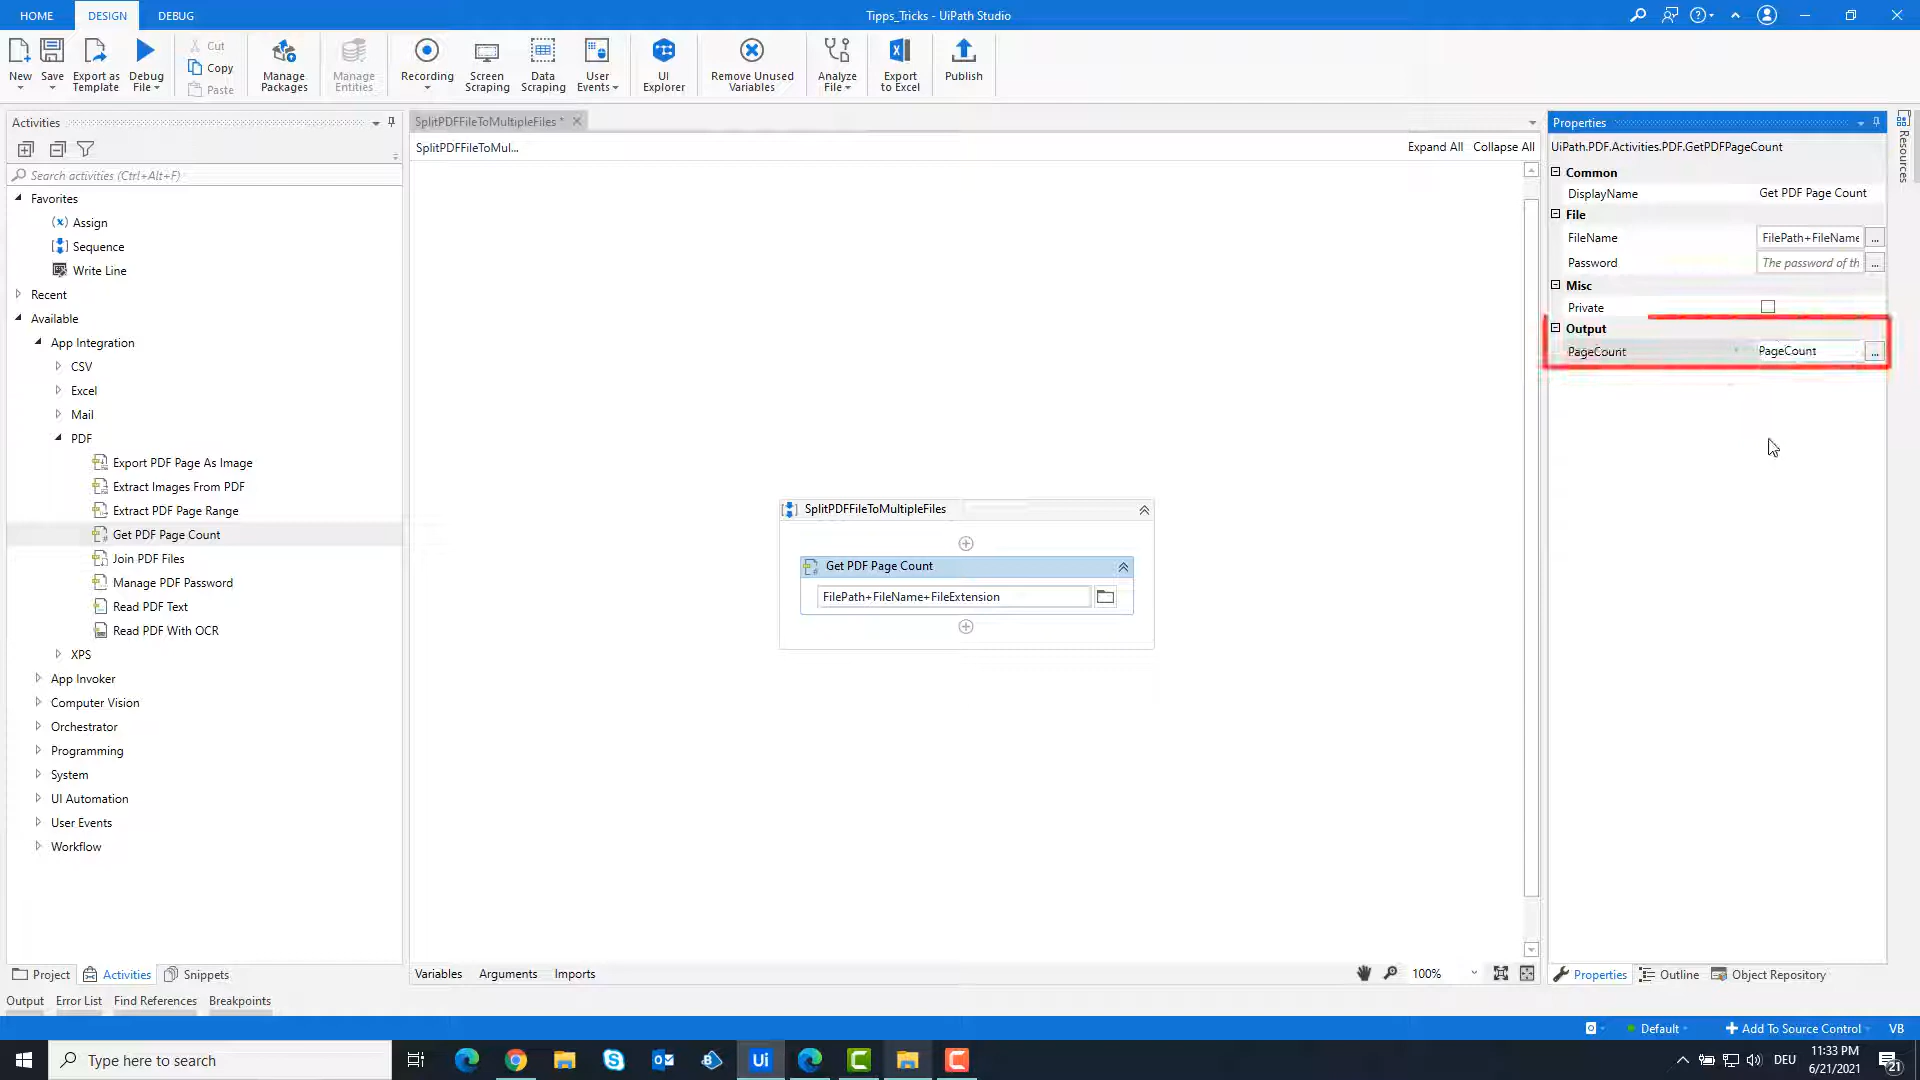 HOME DESIGN DEBUG
Tipps_Tricks - UiPath Studio
New Save Export as Template Debug File
Cut
Copy
Paste
Manage Packages
Manage Entities
Recording
Screen Scraping
Data Scraping
User Events
UI Explorer
Remove Unused Variables
Analyze File
Export to Excel
Publish
Activities
Search activities (Ctrl+Alt+F)
Favorites
Assign
Sequence
Write Line
Recent
Available
App Integration
CSV
Excel
Mail
PDF
Export PDF Page As Image
Extract Images From PDF
Extract PDF Page Range
Get PDF Page Count
Join PDF Files
Manage PDF Password
Read PDF Text
Read PDF With OCR
XPS
App Invoker
Computer Vision
Orchestrator
Programming
System
UI Automation
User Events
Workflow
Project Activities Snippets
SplitPDFFileToMultipleFiles *
SplitPDFFileToMul...
Expand All Collapse All
SplitPDFFileToMultipleFiles
Get PDF Page Count
FilePath+FileName+FileExtension
Variables Arguments Imports
100%
Properties
UiPath.PDF.Activities.PDF.GetPDFPageCount
Common
DisplayName Get PDF Page Count
File
FileName FilePath+FileName ...
Password The password of th ...
Misc
Private
Output
PageCount PageCount ...
Resources
Properties Outline Object Repository
Output Error List Find References Breakpoints
Default Add To Source Control VB
Type here to search
Ui
DEU
11:33 PM
6/21/2021
21